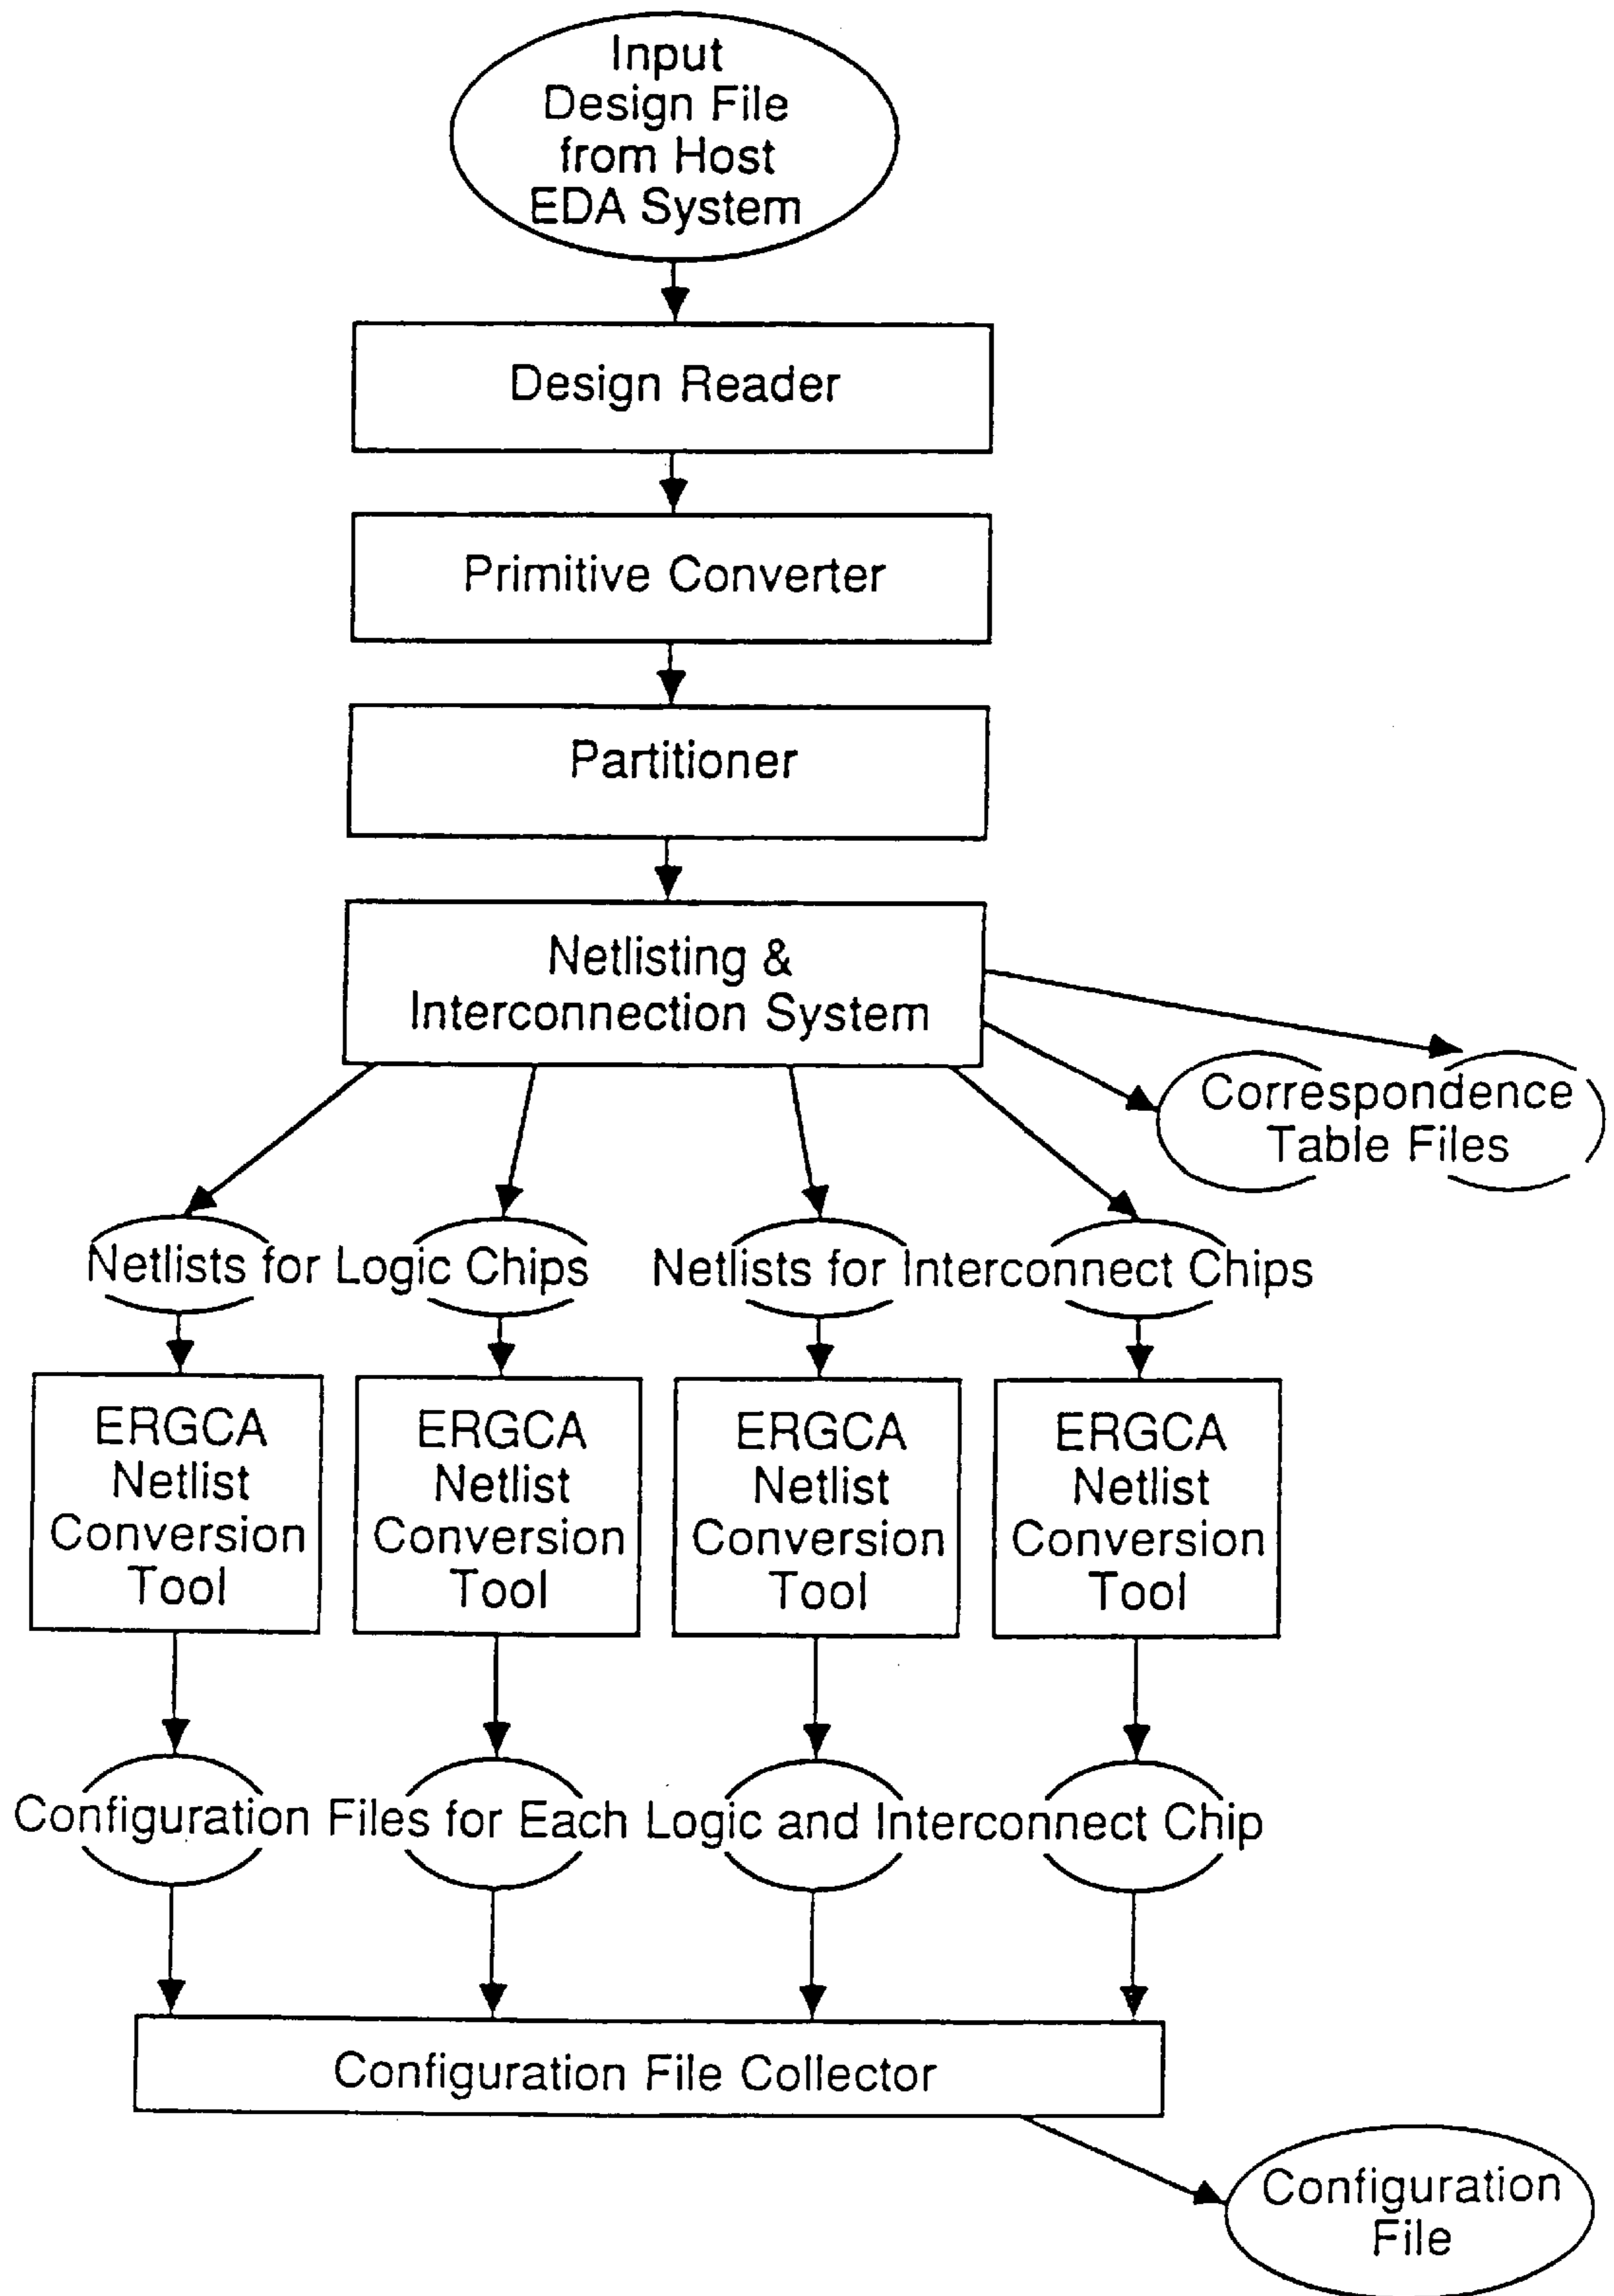 Input
Design File
from Host
EDA System
Design Reader
Primitive Converter
Partitioner
Netlisting &
Interconnection System
Correspondence
Table Files
Netlists for Logic Chips
Netlists for Interconnect Chips
ERGCA
Netlist
Conversion
Tool
ERGCA
Netlist
Conversion
Tool
ERGCA
Netlist
Conversion
Tool
ERGCA
Netlist
Conversion
Tool
Configuration Files for Each Logic and Interconnect Chip
Configuration File Collector
Configuration
File